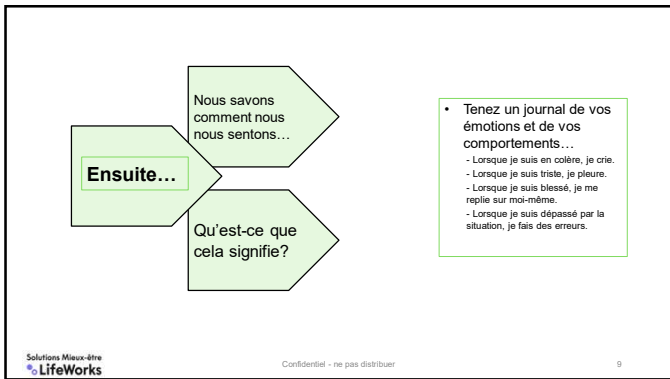 Ensuite…
Nous savons
comment nous
nous sentons…
Qu’est-ce que
cela signifie?
• Tenez un journal de vos
émotions et de vos
comportements…
- Lorsque je suis en colère, je crie.
- Lorsque je suis triste, je pleure.
- Lorsque je suis blessé, je me
replie sur moi-même.
- Lorsque je suis dépassé par la
situation, je fais des erreurs.
Solutions Mieux-être
LifeWorks
Confidentiel - ne pas distribuer
9